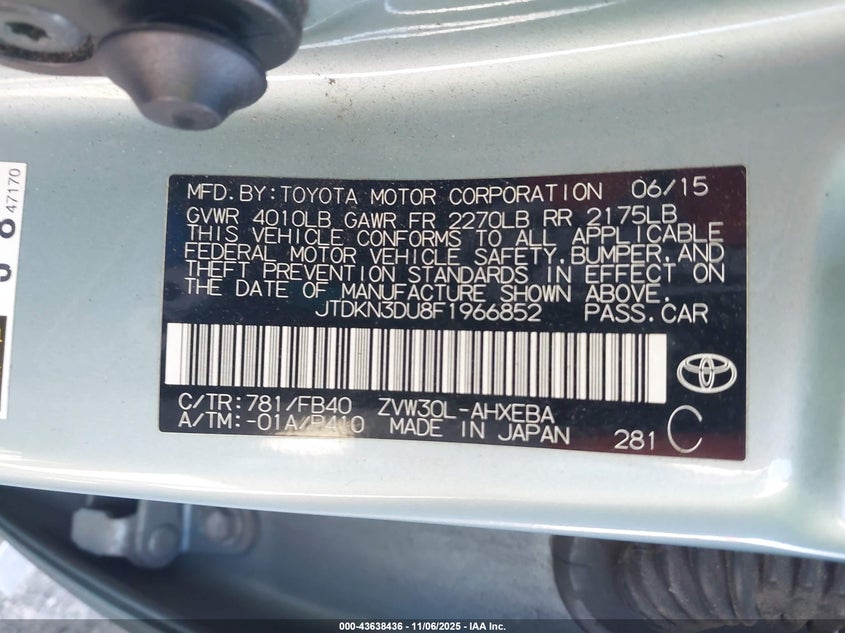 MFD.BY:TOYOTA MOTOR CORPORATION 06/15
GVWR 4010LB GAWR FR 2270LB RR 2175LB
THIS VEHICLE CONFORMS TO ALL APPLICABLE
FEDERAL MOTOR VEHICLE SAFETY,BUMPER,AND
THEFT PREVENTION STANDARDS IN EFFECT ON
THE DATE OF MANUFACTURE SHOWN ABOVE.
JTDKN3DU8F1966852 PASS.CAR
C/TR:781/FB40 ZVW30L-AHXEBA
A/TM:-01A/P410 MADE IN JAPAN 281 C
47170
000-43638436 - 11/06/2025 - IAA Inc.